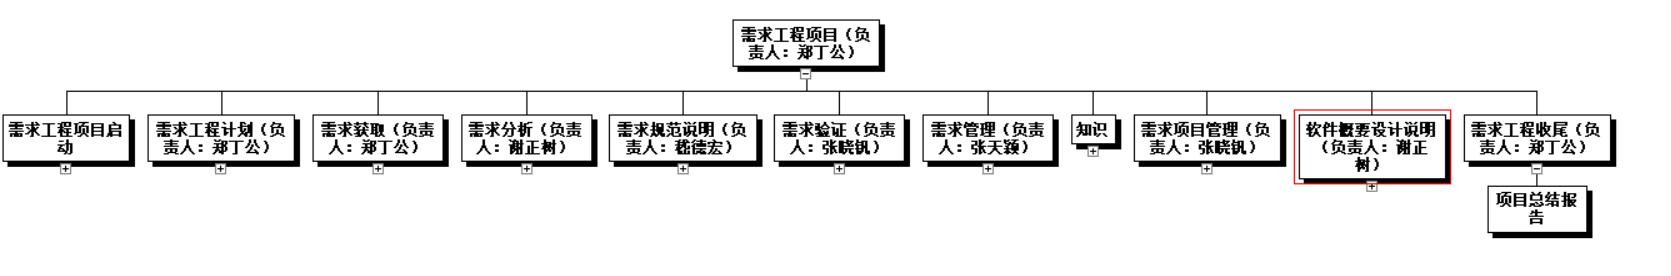 需求工程项目（负
责人：郑丁公）
需求工程项目启
动
需求工程计划（负
责人：郑丁公）
需求获取（负责
人：郑丁公）
需求分析（负责
人：谢正树）
需求规范说明（负
责人：嵇德宏）
需求验证（负责
人：张晓钒）
需求管理（负责
人：张天颖）
知识
需求项目管理（负
责人：张晓钒）
软件概要设计说明
（负责人：谢正
树）
需求工程收尾（负
责人：郑丁公）
项目总结报
告